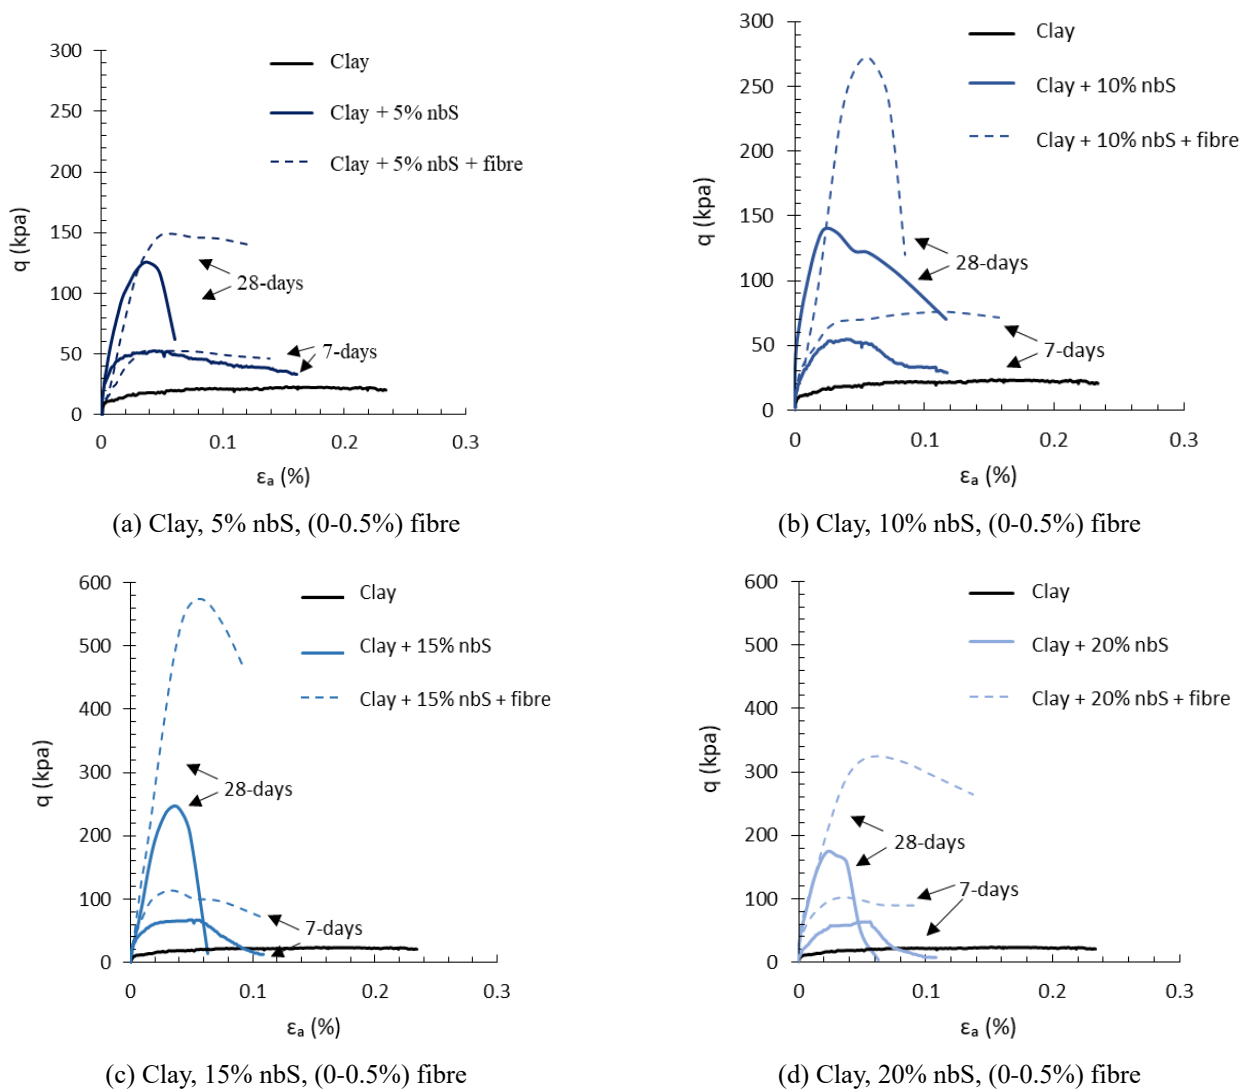 300
250
200
150
100
50
0
q (kpa)
0
0.1
0.2
0.3
εₐ (%)
Clay
Clay + 5% nbS
Clay + 5% nbS + fibre
28-days
7-days
(a) Clay, 5% nbS, (0-0.5%) fibre
300
250
200
150
100
50
0
q (kpa)
0
0.1
0.2
0.3
εₐ (%)
Clay
Clay + 10% nbS
Clay + 10% nbS + fibre
28-days
7-days
(b) Clay, 10% nbS, (0-0.5%) fibre
600
500
400
300
200
100
0
q (kpa)
0
0.1
0.2
0.3
εₐ (%)
Clay
Clay + 15% nbS
Clay + 15% nbS + fibre
28-days
7-days
(c) Clay, 15% nbS, (0-0.5%) fibre
600
500
400
300
200
100
0
q (kpa)
0
0.1
0.2
0.3
εₐ (%)
Clay
Clay + 20% nbS
Clay + 20% nbS + fibre
28-days
7-days
(d) Clay, 20% nbS, (0-0.5%) fibre